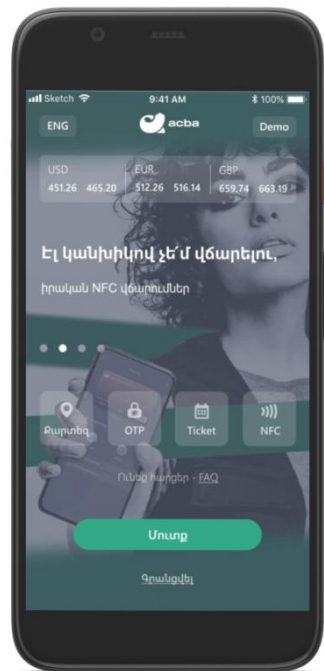 Sketch 9:41 AM 100%
ENG acba Demo
USD EUR GBP
451.26 465.20 512.26 516.14 659.74 663.19
Էլ կանխիկով չե՛մ վճարելու,
իրական NFC վճարումներ
Քարտեզ OTP Ticket NFC
Ունեք հարցեր - FAQ
Մուտք
Գրանցվել